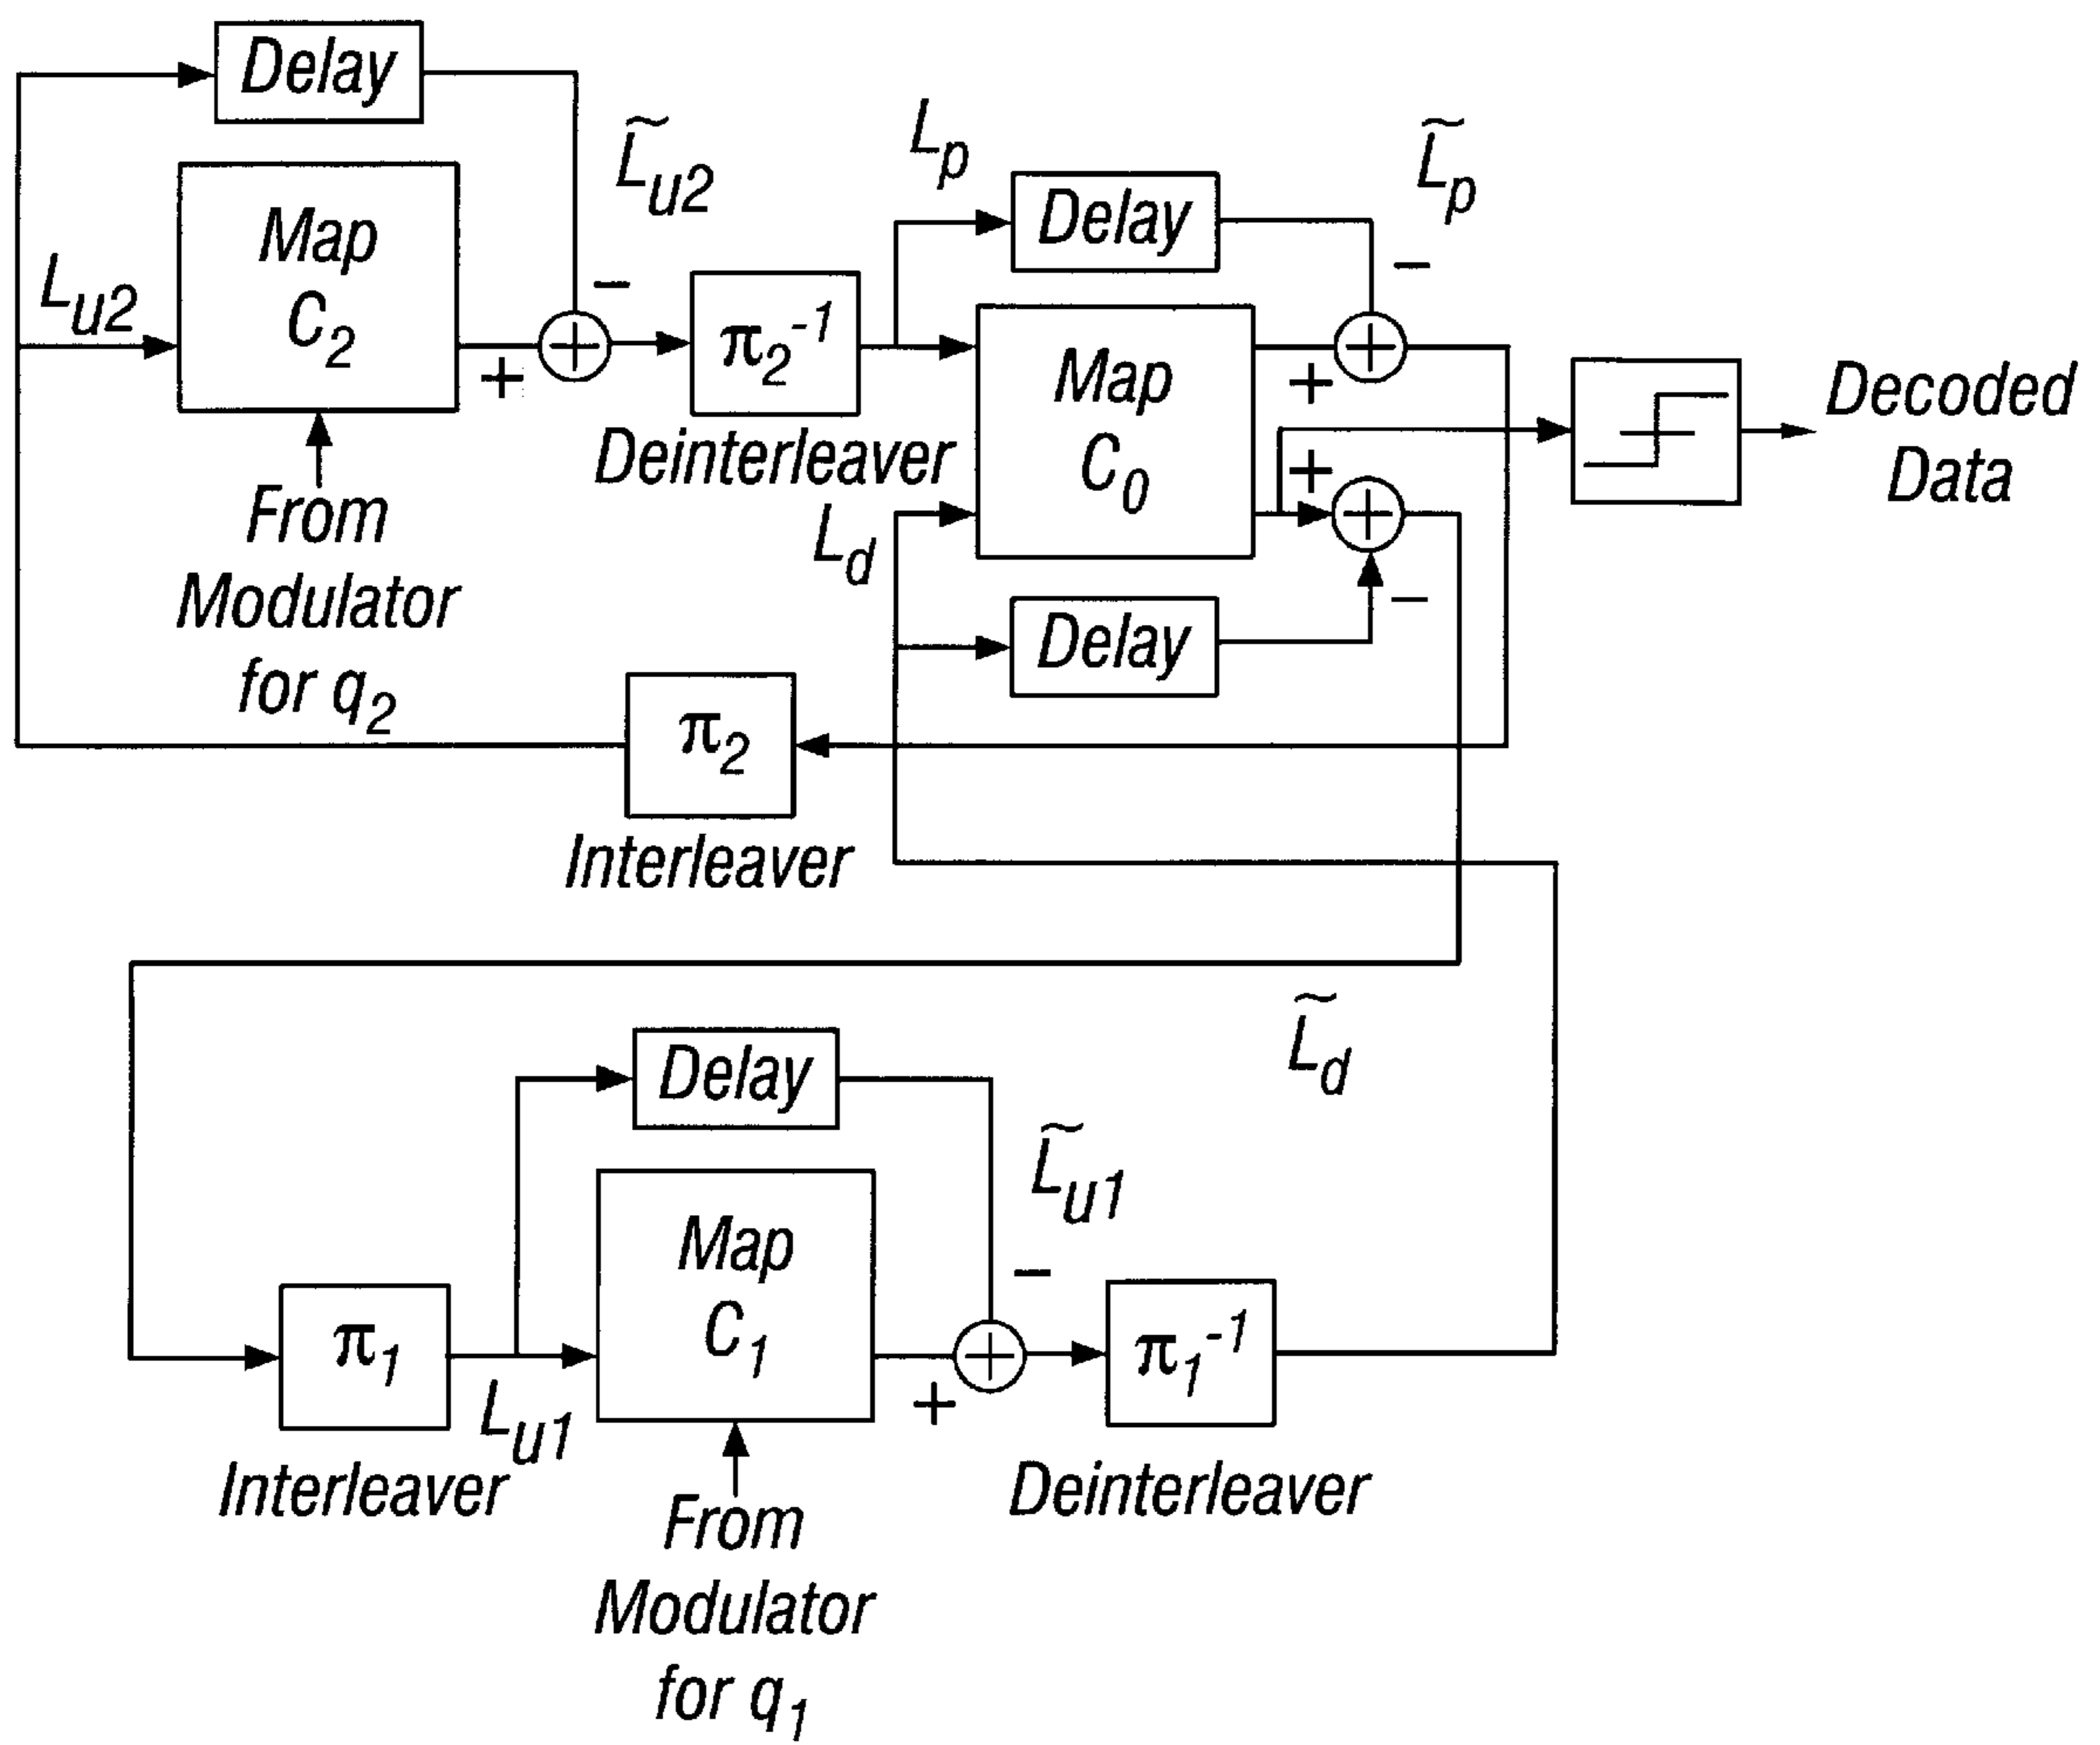 Delay
L̃u2
Lp
L̃p
Delay
Map
C2
Lu2
−
+
π2-1
Deinterleaver
Map
C0
−
+
+
−
Decoded
Data
Ld
Delay
From
Modulator
for q2
π2
Interleaver
L̃d
Delay
L̃u1
Map
C1
−
+
π1
Interleaver
Lu1
π1-1
Deinterleaver
From
Modulator
for q1